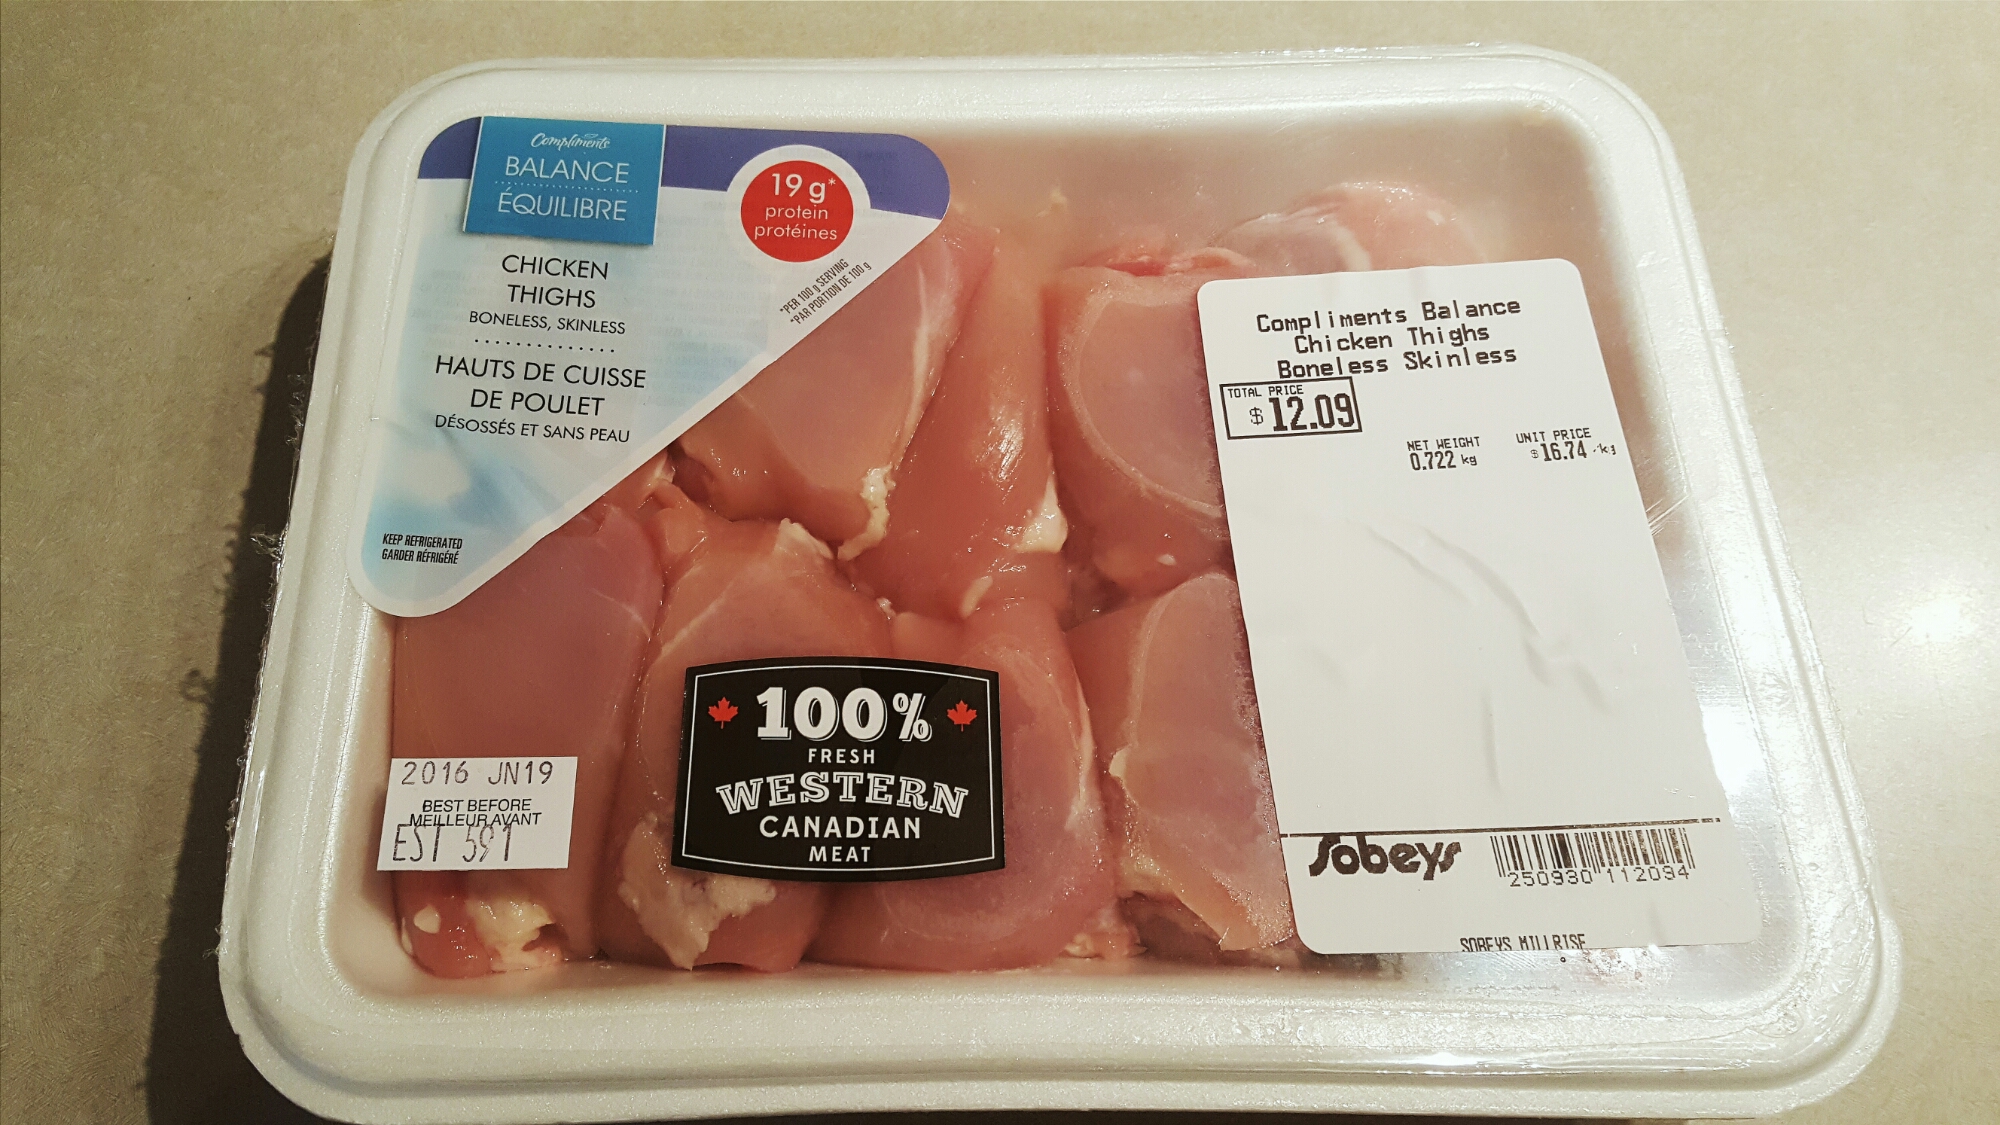 Compliments
BALANCE
ÉQUILIBRE
19 g*
protein
protéines
*PER 100 g SERVING
*PAR PORTION DE 100 g
CHICKEN
THIGHS
BONELESS, SKINLESS
HAUTS DE CUISSE
DE POULET
DÉSOSSÉS ET SANS PEAU
KEEP REFRIGERATED
GARDER RÉFRIGÉRÉ
Compliments Balance
Chicken Thighs
Boneless Skinless
TOTAL PRICE
$12.09
NET WEIGHT
0.722 kg
UNIT PRICE
$16.74 /kg
100%
FRESH
WESTERN
CANADIAN
MEAT
2016 JN19
BEST BEFORE
MEILLEUR AVANT
EST 591
Sobeys
250930 112094
SOBEYS MILLRISE